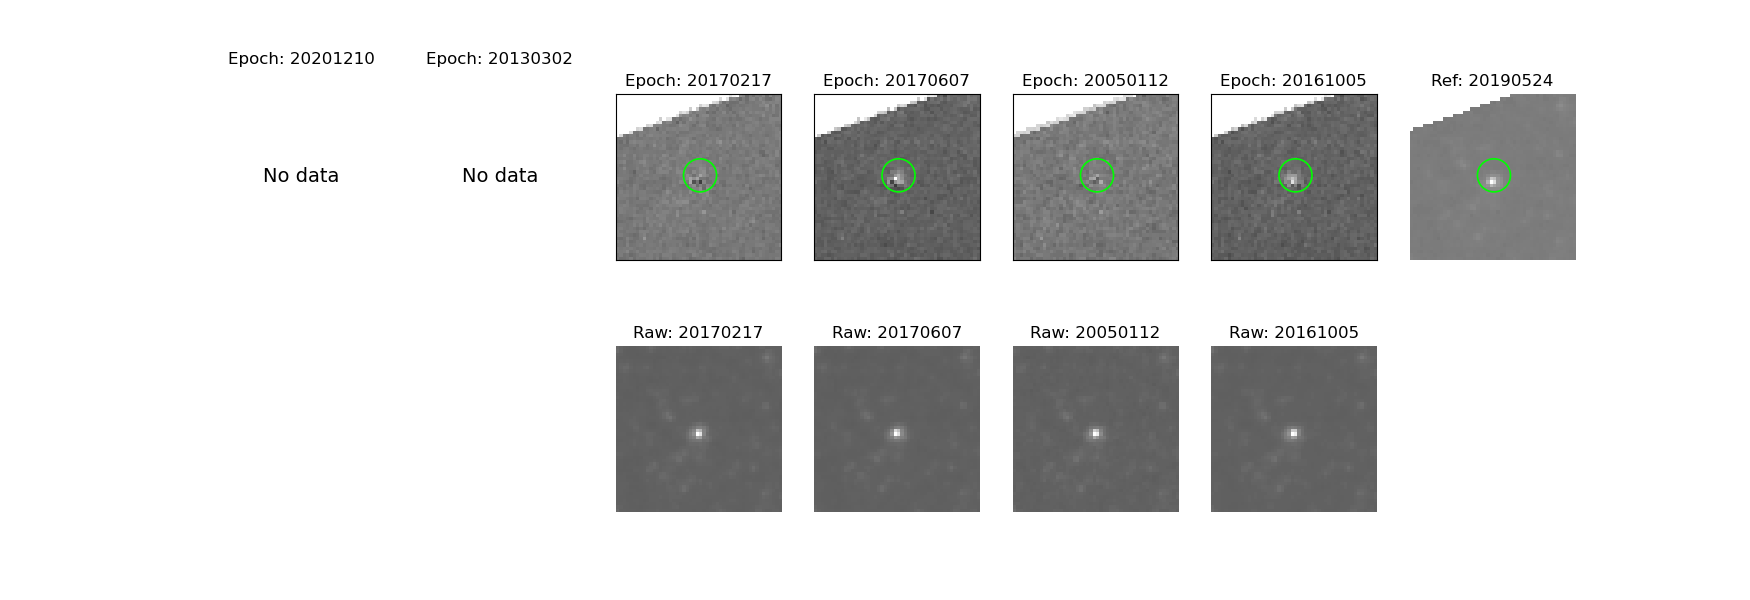 Epoch: 20201210
Epoch: 20130302
Epoch: 20170217
Epoch: 20170607
Epoch: 20050112
Epoch: 20161005
Ref: 20190524
No data
No data
Raw: 20170217
Raw: 20170607
Raw: 20050112
Raw: 20161005